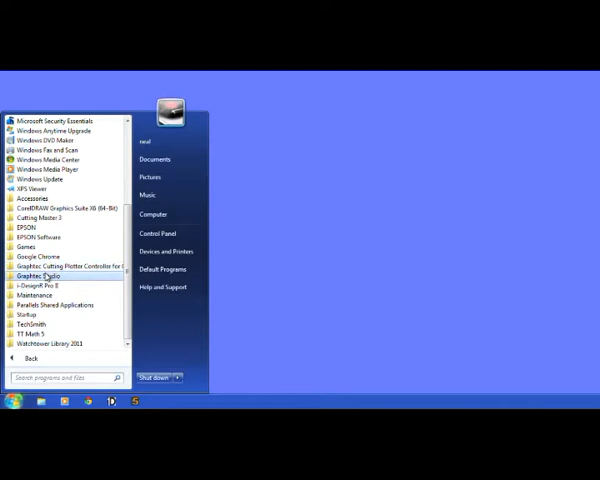 Microsoft Security Essentials
Windows Anytime Upgrade
Windows DVD Maker
Windows Fax and Scan
Windows Media Center
Windows Media Player
Windows Update
XPS Viewer
Accessories
CorelDRAW Graphics Suite X6 (64-Bit)
Cutting Master 3
EPSON
EPSON Software
Games
Google Chrome
Graphtec Cutting Plotter Controller for
Graphtec Studio
i-DesignR Pro II
Maintenance
Parallels Shared Applications
Startup
TechSmith
TT Math 5
Watchtower Library 2011
Back
Search programs and files
neal
Documents
Pictures
Music
Computer
Control Panel
Devices and Printers
Default Programs
Help and Support
Shut down